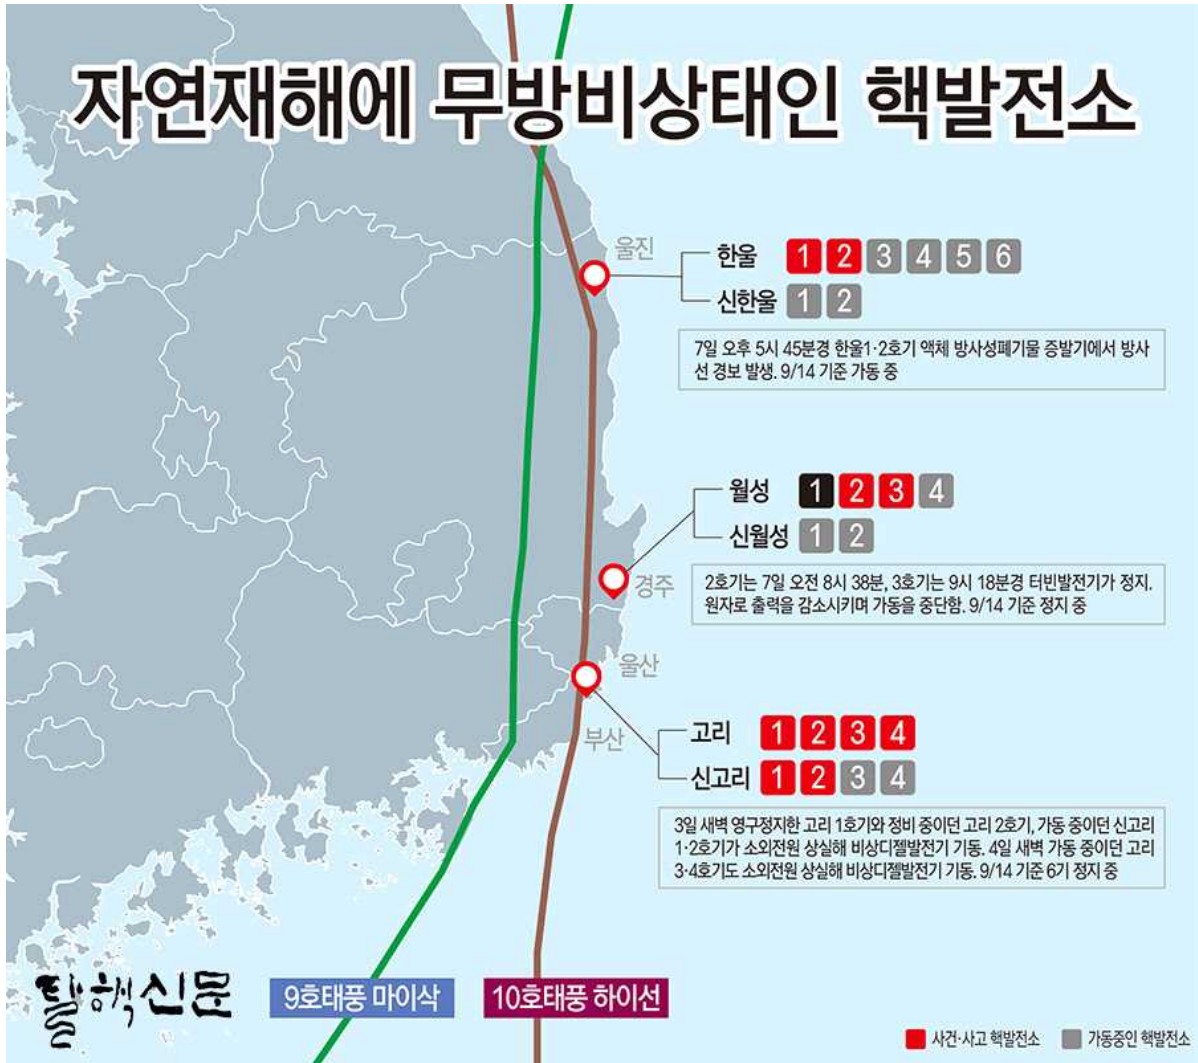 자연재해에 무방비상태인 핵발전소
울진
한울 1 2 3 4 5 6
신한울 1 2
7일 오후 5시 45분경 한울1·2호기 액체 방사성폐기물 증발기에서 방사
선 경보 발생. 9/14 기준 가동 중
월성 1 2 3 4
신월성 1 2
경주
2호기는 7일 오전 8시 38분, 3호기는 9시 18분경 터빈발전기가 정지.
원자로 출력을 감소시키며 가동을 중단함. 9/14 기준 정지 중
울산
부산
고리 1 2 3 4
신고리 1 2 3 4
3일 새벽 영구정지한 고리 1호기와 정비 중이던 고리 2호기, 가동 중이던 신고리
1·2호기가 소외전원 상실해 비상디젤발전기 기동. 4일 새벽 가동 중이던 고리
3·4호기도 소외전원 상실해 비상디젤발전기 기동. 9/14 기준 6기 정지 중
탈핵신문
9호태풍 마이삭
10호태풍 하이선
사건·사고 핵발전소
가동중인 핵발전소